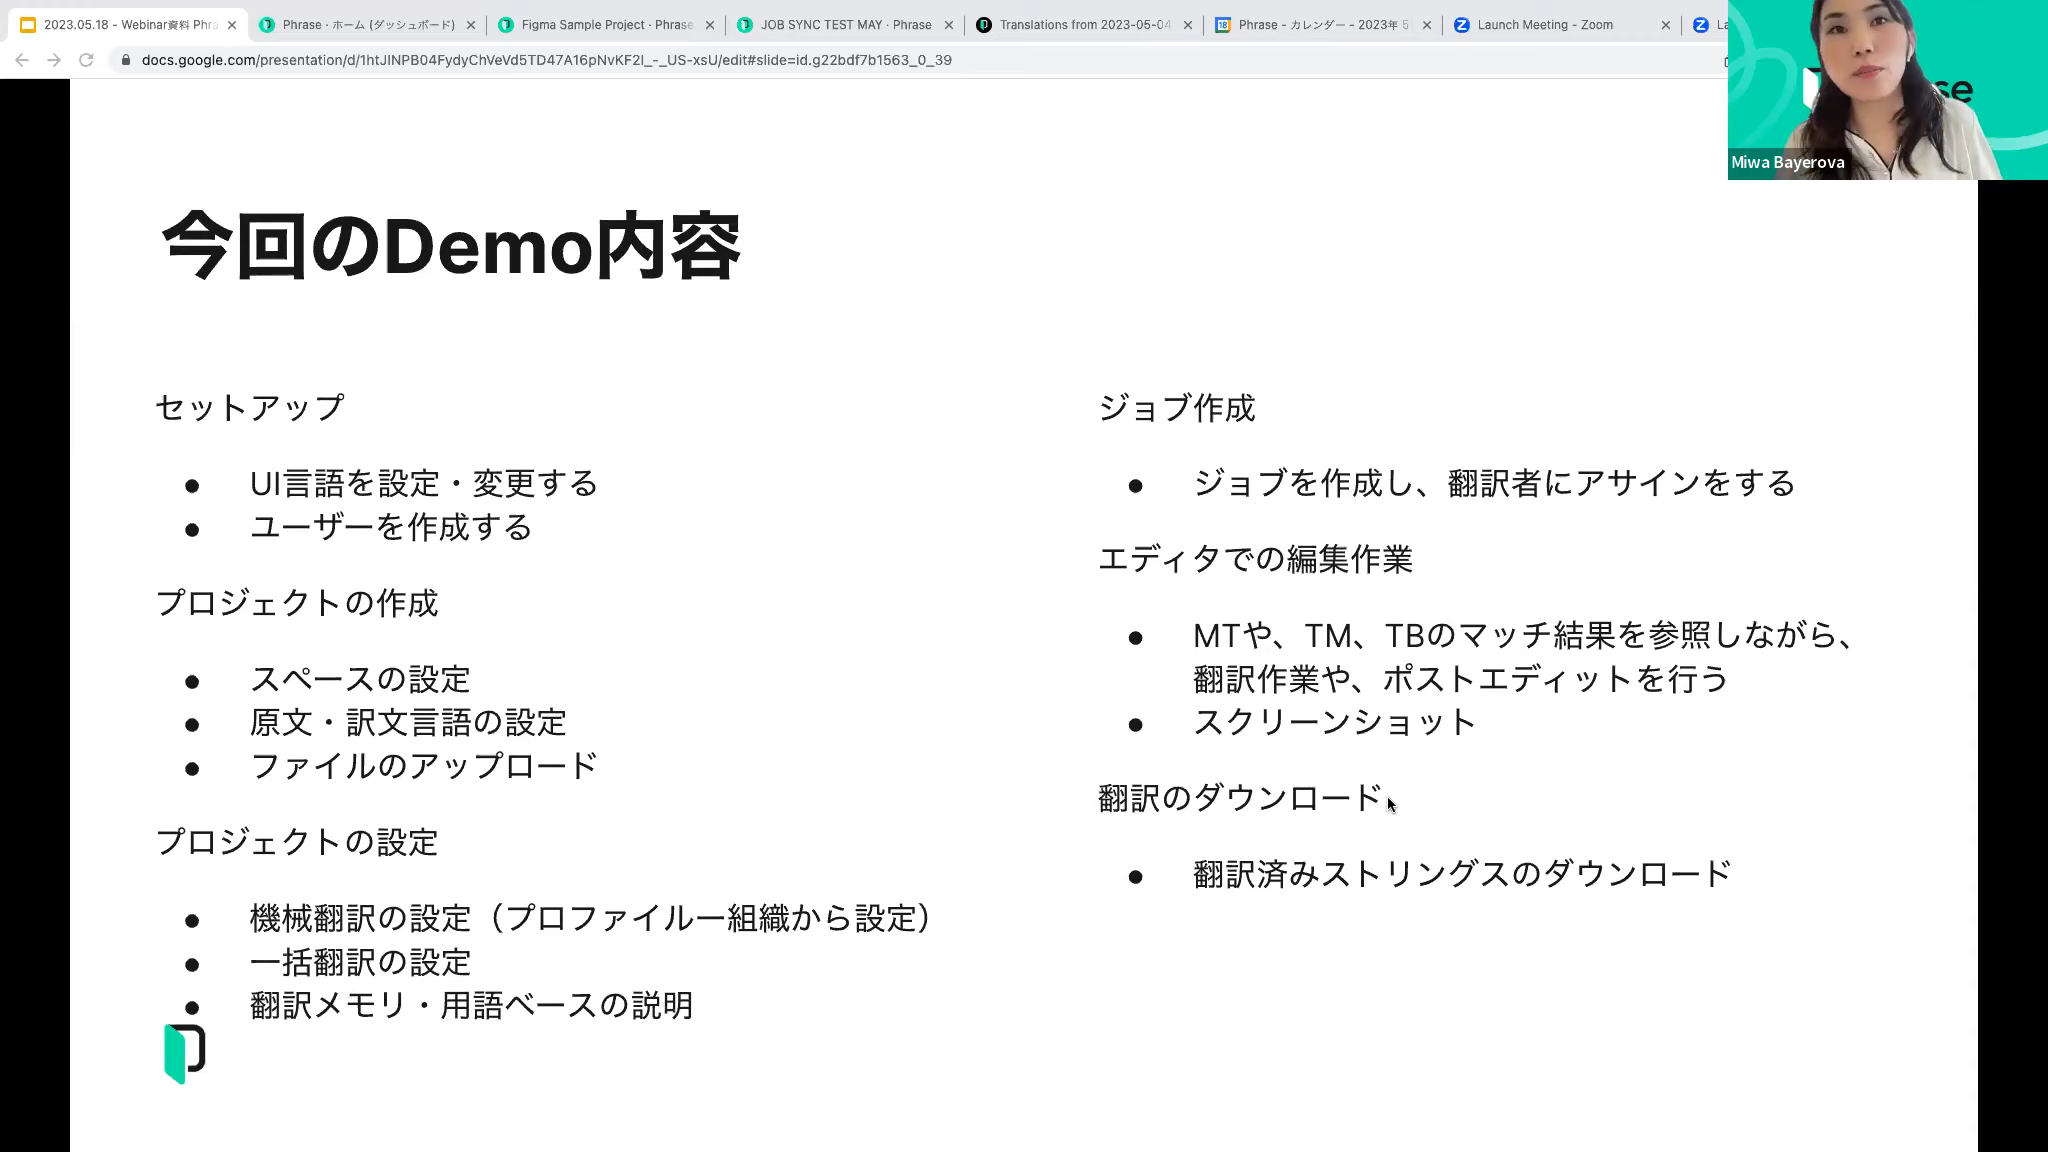 2023.05.18 - Webinar資料 Phra
Phrase · ホーム (ダッシュボード)
Figma Sample Project · Phrase
JOB SYNC TEST MAY · Phrase
Translations from 2023-05-04
Phrase - カレンダー - 2023年 5
Launch Meeting - Zoom
La
docs.google.com/presentation/d/1htJINPB04FydyChVeVd5TD47A16pNvKF2I_-_US-xsU/edit#slide=id.g22bdf7b1563_0_39
se
Miwa Bayerova
今回のDemo内容
セットアップ
● UI言語を設定・変更する
● ユーザーを作成する
プロジェクトの作成
● スペースの設定
● 原文・訳文言語の設定
● ファイルのアップロード
プロジェクトの設定
● 機械翻訳の設定（プロファイルー組織から設定）
● 一括翻訳の設定
● 翻訳メモリ・用語ベースの説明
ジョブ作成
● ジョブを作成し、翻訳者にアサインをする
エディタでの編集作業
● MTや、TM、TBのマッチ結果を参照しながら、
翻訳作業や、ポストエディットを行う
● スクリーンショット
翻訳のダウンロード
● 翻訳済みストリングスのダウンロード